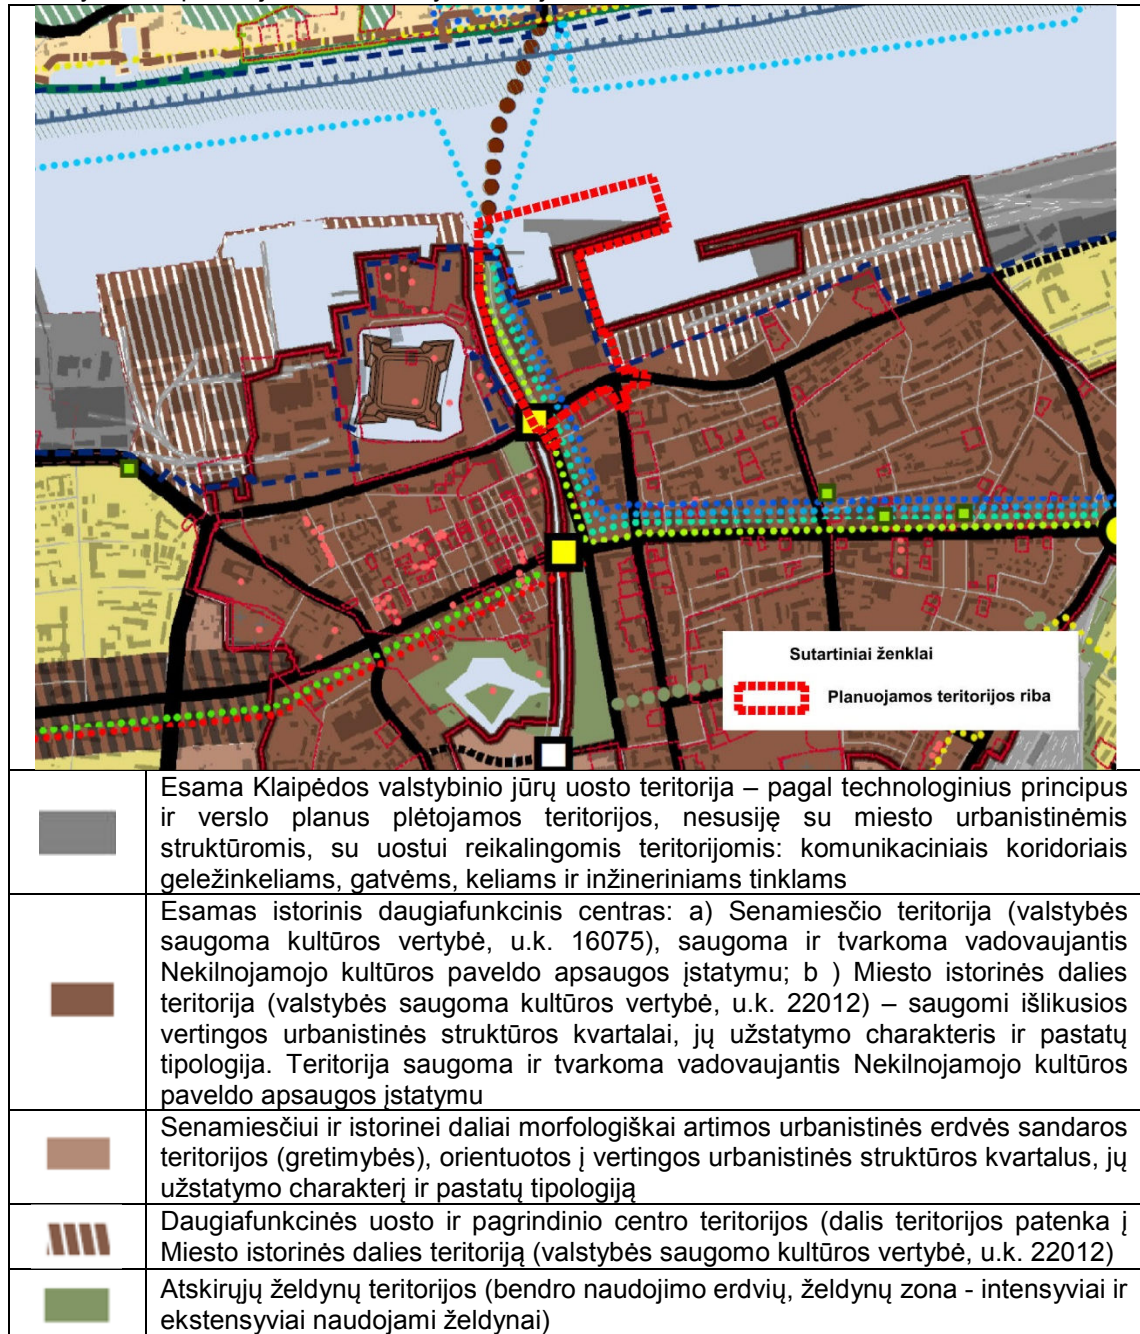 Sutartiniai ženklai
Planuojamos teritorijos riba
Esama Klaipėdos valstybinio jūrų uosto teritorija – pagal technologinius principus
ir verslo planus plėtojamos teritorijos, nesusiję su miesto urbanistinėmis
struktūromis, su uostui reikalingomis teritorijomis: komunikaciniais koridoriais
geležinkeliams, gatvėms, keliams ir inžineriniams tinklams
Esamas istorinis daugiafunkcinis centras: a) Senamiesčio teritorija (valstybės
saugoma kultūros vertybė, u.k. 16075), saugoma ir tvarkoma vadovaujantis
Nekilnojamojo kultūros paveldo apsaugos įstatymu; b ) Miesto istorinės dalies
teritorija (valstybės saugoma kultūros vertybė, u.k. 22012) – saugomi išlikusios
vertingos urbanistinės struktūros kvartalai, jų užstatymo charakteris ir pastatų
tipologija. Teritorija saugoma ir tvarkoma vadovaujantis Nekilnojamojo kultūros
paveldo apsaugos įstatymu
Senamiesčiui ir istorinei daliai morfologiškai artimos urbanistinės erdvės sandaros
teritorijos (gretimybės), orientuotos į vertingos urbanistinės struktūros kvartalus, jų
užstatymo charakterį ir pastatų tipologiją
Daugiafunkcinės uosto ir pagrindinio centro teritorijos (dalis teritorijos patenka į
Miesto istorinės dalies teritoriją (valstybės saugomo kultūros vertybė, u.k. 22012)
Atskirųjų želdynų teritorijos (bendro naudojimo erdvių, želdynų zona - intensyviai ir
ekstensyviai naudojami želdynai)